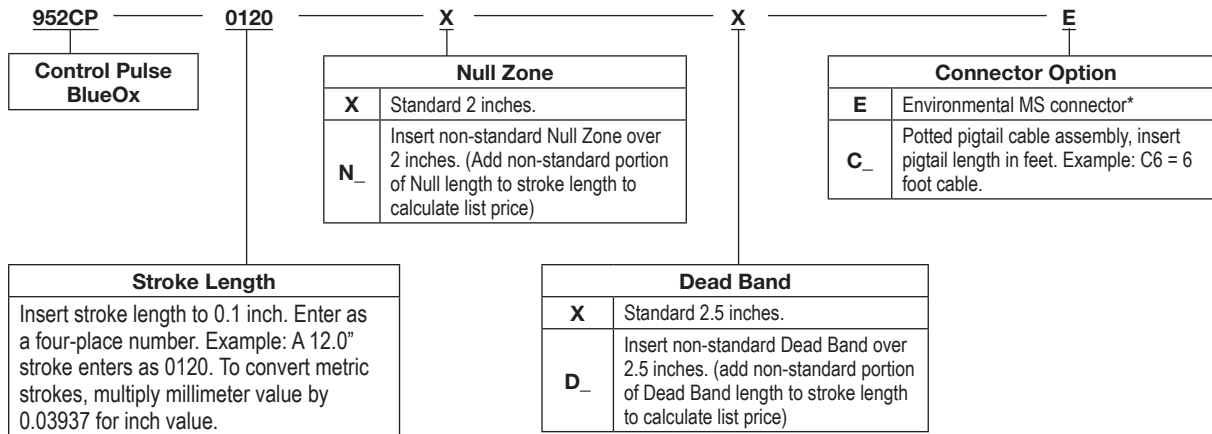 952CP 0120 X X E
Control Pulse
BlueOx
Null Zone
X Standard 2 inches.
N_ Insert non-standard Null Zone over
2 inches. (Add non-standard portion
of Null length to stroke length to
calculate list price)
Connector Option
E Environmental MS connector*
C_ Potted pigtail cable assembly, insert
pigtail length in feet. Example: C6 = 6
foot cable.
Stroke Length
Insert stroke length to 0.1 inch. Enter as
a four-place number. Example: A 12.0”
stroke enters as 0120. To convert metric
strokes, multiply millimeter value by
0.03937 for inch value.
Dead Band
X Standard 2.5 inches.
D_ Insert non-standard Dead Band over
2.5 inches. (add non-standard portion
of Dead Band length to stroke length
to calculate list price)